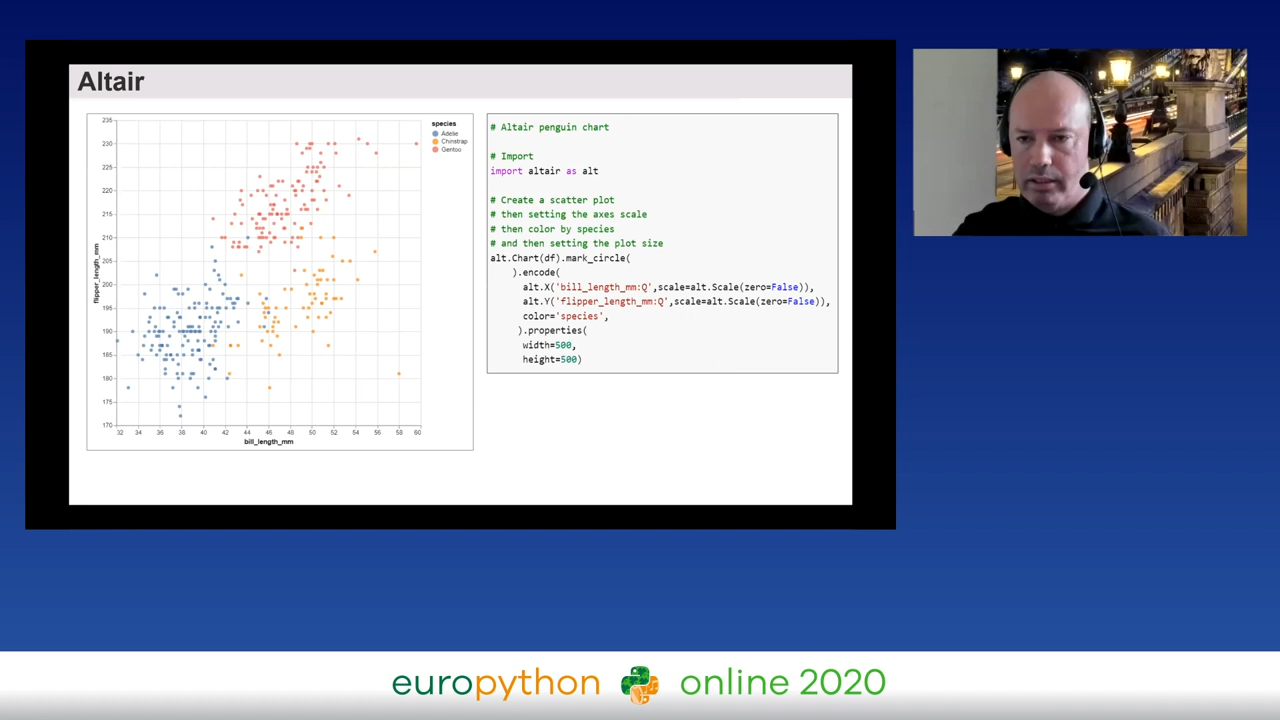 Altair
235
230
225
220
215
210
205
200
195
190
185
180
175
170
flipper_length_mm
32 34 36 38 40 42 44 46 48 50 52 54 56 58 60
bill_length_mm
species
Adelie
Chinstrap
Gentoo
# Altair penguin chart
# Import
import altair as alt
# Create a scatter plot
# then setting the axes scale
# then color by species
# and then setting the plot size
alt.Chart(df).mark_circle(
).encode(
alt.X('bill_length_mm:Q',scale=alt.Scale(zero=False)),
alt.Y('flipper_length_mm:Q',scale=alt.Scale(zero=False)),
color='species',
).properties(
width=500,
height=500)
europython online 2020